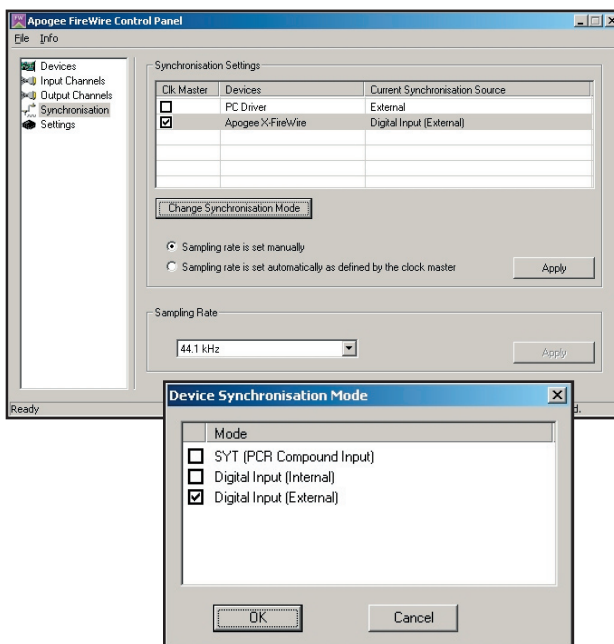 Apogee FireWire Control Panel
File Info
Devices
Input Channels
Output Channels
Synchronisation
Settings
Synchronisation Settings
Clk Master Devices Current Synchronisation Source
PC Driver External
Apogee X-FireWire Digital Input (External)
Change Synchronisation Mode
Sampling rate is set manually
Sampling rate is set automatically as defined by the clock master
Apply
Sampling Rate
44.1 kHz
Apply
Ready
d.
Device Synchronisation Mode
Mode
SYT (PCR Compound Input)
Digital Input (Internal)
Digital Input (External)
OK Cancel